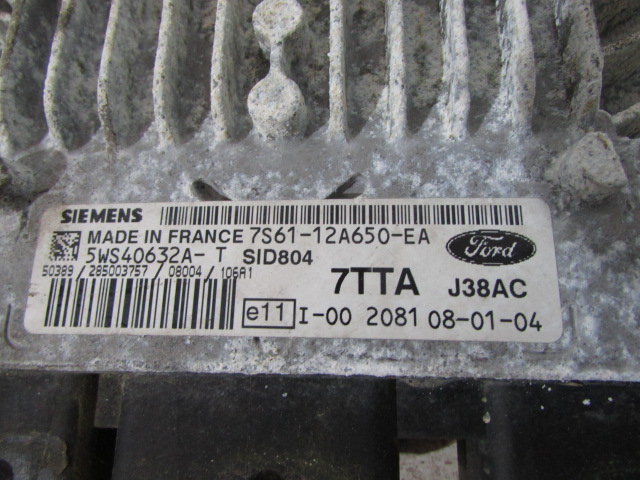 SIEMENS
MADE IN FRANCE 7S61-12A650-EA
5WS40632A-T SID804
50389 / 285003757 / 08004 / 106A1
Ford
7TTA J38AC
e11 I-00 2081 08-01-04